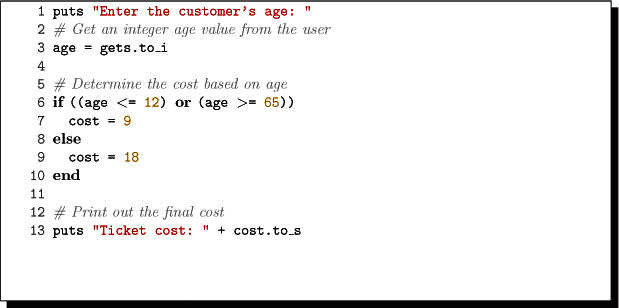 1 puts "Enter the customer’s age: "
2 # Get an integer age value from the user
3 age = gets.to_i
4
5 # Determine the cost based on age
6 if ((age <= 12) or (age >= 65))
7   cost = 9
8 else
9   cost = 18
10 end
11
12 # Print out the final cost
13 puts "Ticket cost: " + cost.to_s